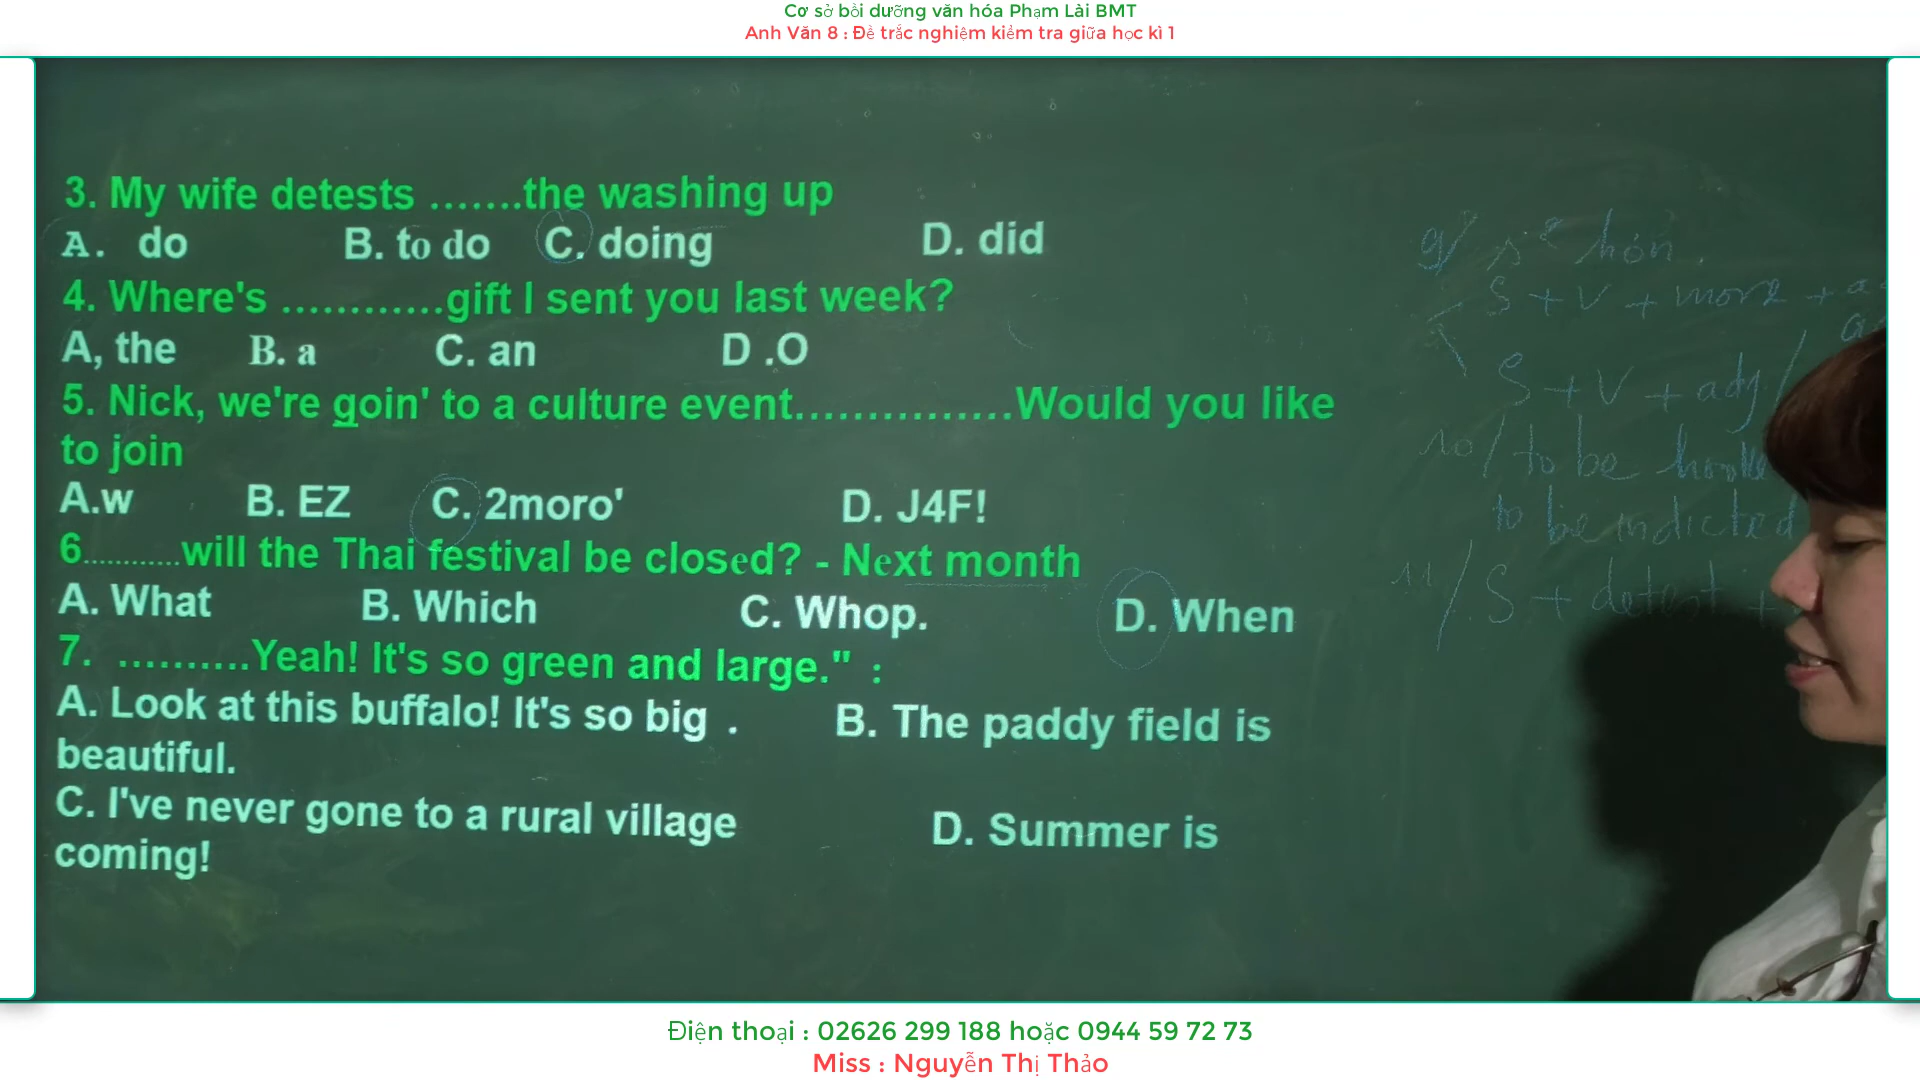 Cơ sở bồi dưỡng văn hóa Phạm Lài BMT
Anh Văn 8 : Đề trắc nghiệm kiểm tra giữa học kì 1
3. My wife detests .......the washing up
A. do B. to do C. doing D. did
4. Where's ............gift I sent you last week?
A, the B. a C. an D .O
5. Nick, we're goin' to a culture event...............Would you like
to join
A.w B. EZ C. 2moro' D. J4F!
6............will the Thai festival be closed? - Next month
A. What B. Which C. Whop. D. When
7. ..........Yeah! It's so green and large." :
A. Look at this buffalo! It's so big . B. The paddy field is
beautiful.
C. I've never gone to a rural village D. Summer is
coming!
9/ s² hơn.
S + V + more +
S + V + adj /
10/ to be
to be indicted
11/ S + detest +
Điện thoại : 02626 299 188 hoặc 0944 59 72 73
Miss : Nguyễn Thị Thảo